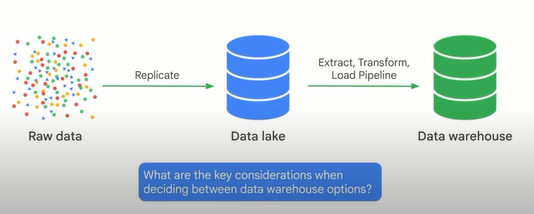 Replicate
Extract, Transform,
Load Pipeline
Raw data
Data lake
Data warehouse
What are the key considerations when
deciding between data warehouse options?